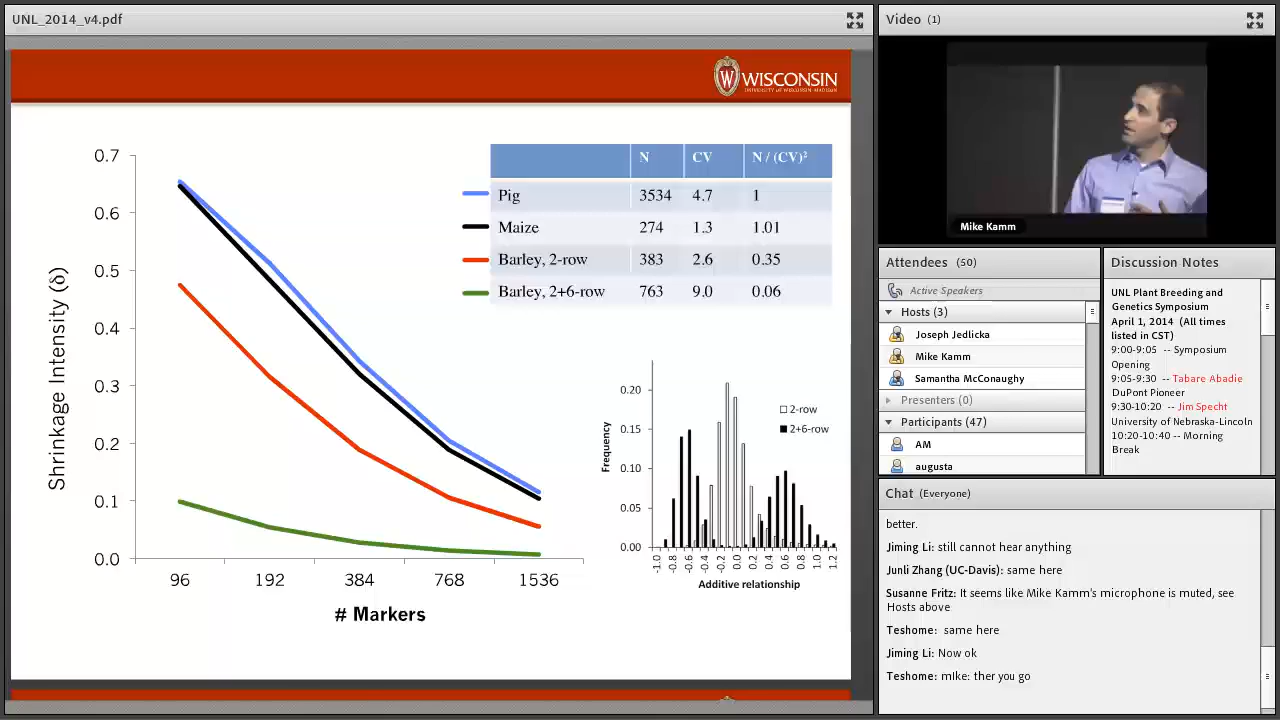 UNL_2014_v4.pdf
WISCONSIN
UNIVERSITY OF WISCONSIN–MADISON
0.7
0.6
0.5
0.4
0.3
0.2
0.1
0.0
Shrinkage Intensity (δ)
96 192 384 768 1536
# Markers
N CV N / (CV)²
Pig 3534 4.7 1
Maize 274 1.3 1.01
Barley, 2-row 383 2.6 0.35
Barley, 2+6-row 763 9.0 0.06
0.20
0.15
0.10
0.05
0.00
Frequency
2-row
2+6-row
-1.0 -0.8 -0.6 -0.4 -0.2 0.0 0.2 0.4 0.6 0.8 1.0 1.2
Additive relationship
Video (1)
Mike Kamm
Attendees (50)
Active Speakers
Hosts (3)
Joseph Jedlicka
Mike Kamm
Samantha McConaughy
Presenters (0)
Participants (47)
AM
augusta
Discussion Notes
UNL Plant Breeding and
Genetics Symposium
April 1, 2014 (All times
listed in CST)
9:00-9:05 -- Symposium
Opening
9:05-9:30 -- Tabare Abadie
DuPont Pioneer
9:30-10:20 -- Jim Specht
University of Nebraska-Lincoln
10:20-10:40 -- Morning
Break
Chat (Everyone)
better.
Jiming Li: still cannot hear anything
Junli Zhang (UC-Davis): same here
Susanne Fritz: It seems like Mike Kamm's microphone is muted, see
Hosts above
Teshome: same here
Jiming Li: Now ok
Teshome: mIke: ther you go